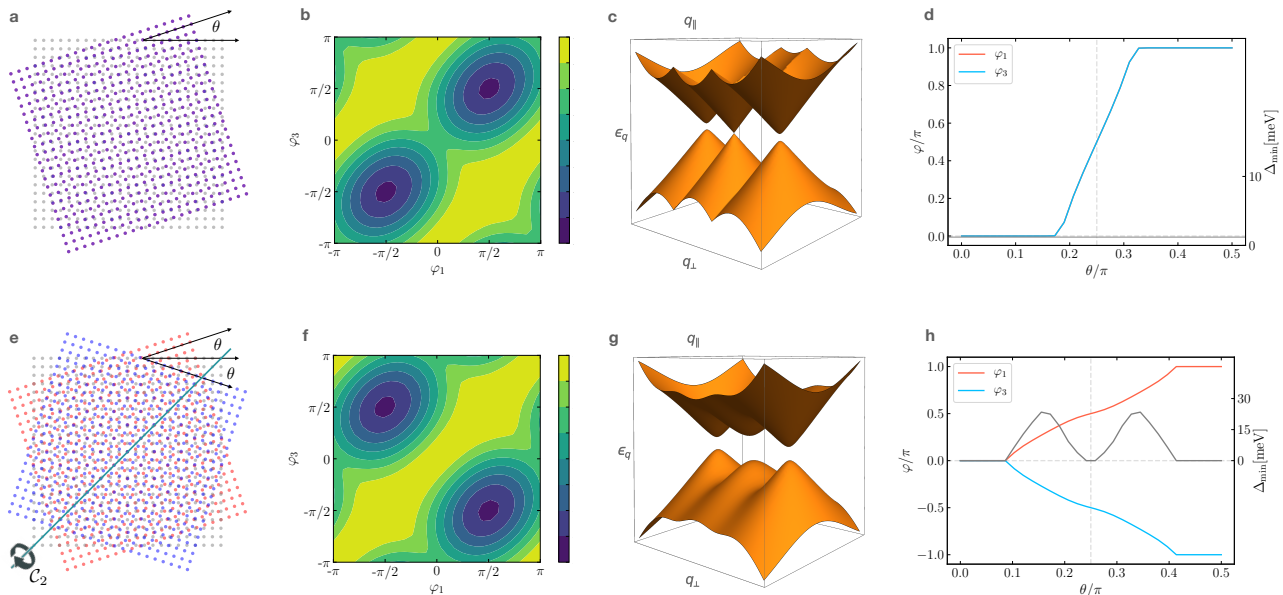 a
θ
b
π
π/2
0
-π/2
-π
φ₃
-π
-π/2
0
π/2
π
φ₁
c
q∥
ϵq
q⊥
d
φ₁
φ₃
1.0
0.8
0.6
0.4
0.2
0.0
φ/π
0.0
0.1
0.2
0.3
0.4
0.5
θ/π
10
0
Δmin[meV]
e
θ
θ
C₂
f
π
π/2
0
-π/2
-π
φ₃
-π
-π/2
0
π/2
π
φ₁
g
q∥
ϵq
q⊥
h
φ₁
φ₃
1.0
0.5
0.0
−0.5
−1.0
φ/π
0.0
0.1
0.2
0.3
0.4
0.5
θ/π
30
15
0
Δmin[meV]